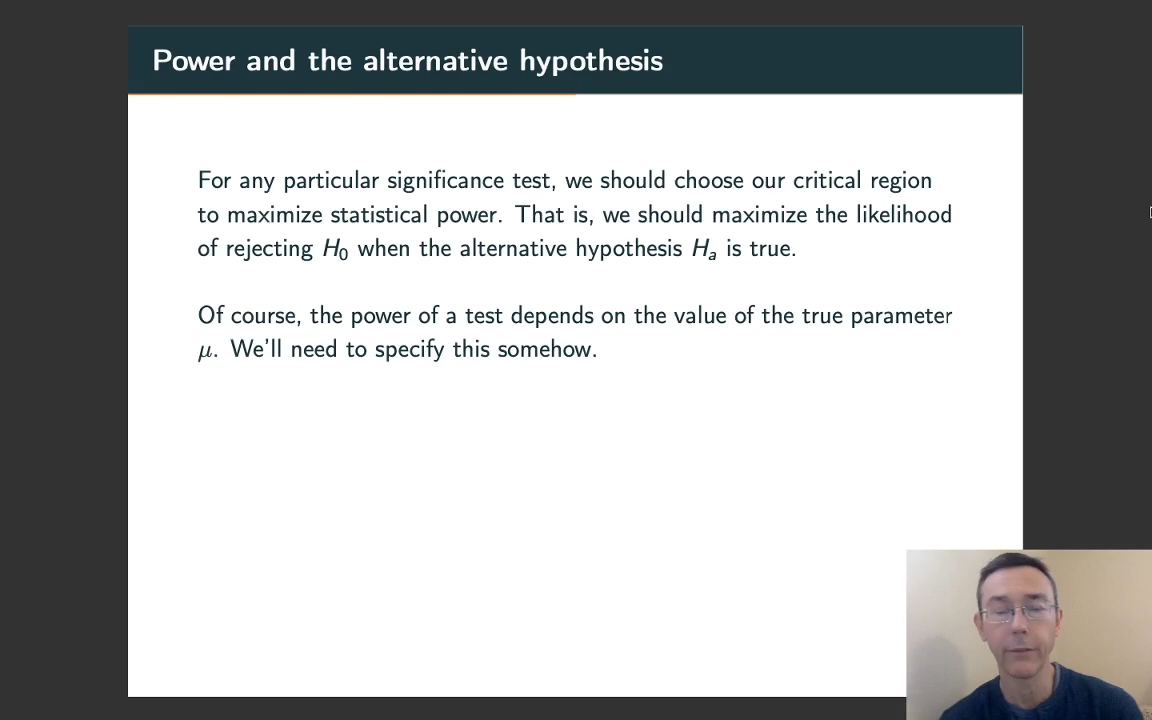 Power and the alternative hypothesis
For any particular significance test, we should choose our critical region
to maximize statistical power. That is, we should maximize the likelihood
of rejecting H₀ when the alternative hypothesis Hₐ is true.
Of course, the power of a test depends on the value of the true parameter
μ. We'll need to specify this somehow.